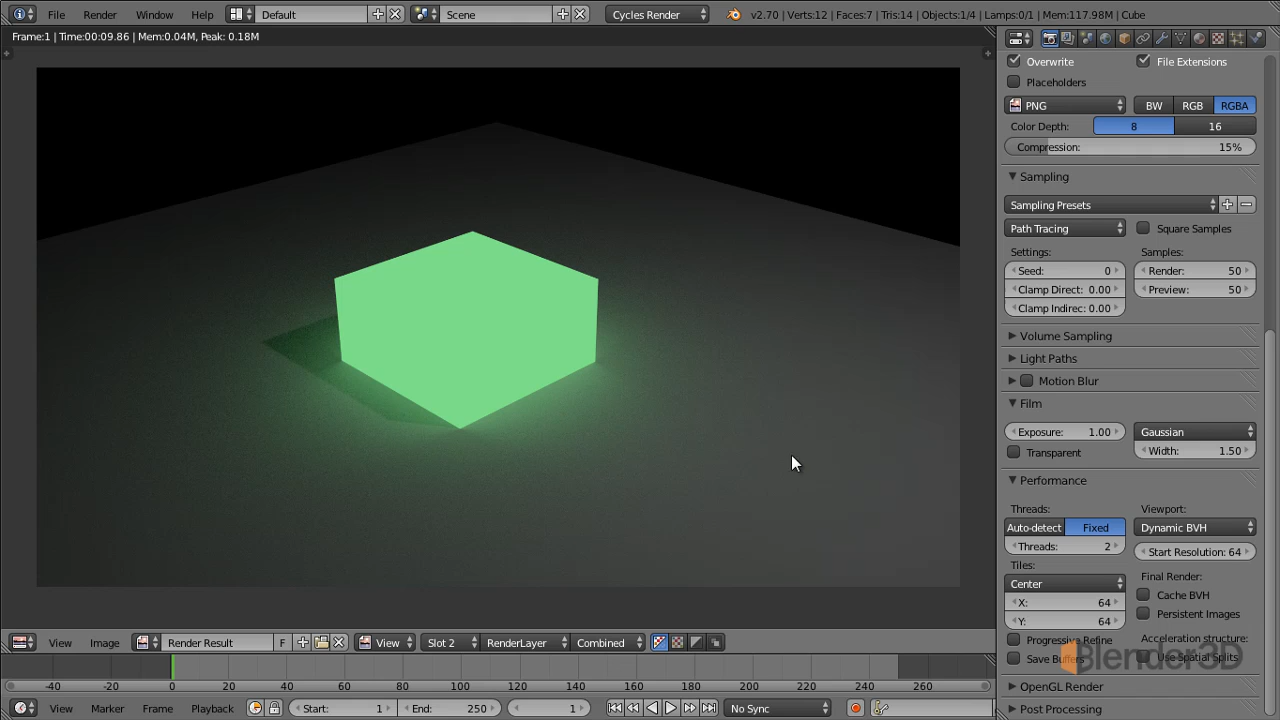 File Render Window Help Default Scene Cycles Render v2.70 | Verts:12 | Faces:7 | Tris:14 | Objects:1/4 | Lamps:0/1 | Mem:117.98M | Cube
Frame:1 | Time:00:09.86 | Mem:0.04M, Peak: 0.18M
Overwrite File Extensions
Placeholders
PNG BW RGB RGBA
Color Depth: 8 16
Compression: 15%
Sampling
Sampling Presets
Path Tracing Square Samples
Settings: Samples:
Seed: 0 Render: 50
Clamp Direct: 0.00 Preview: 50
Clamp Indirec: 0.00
Volume Sampling
Light Paths
Motion Blur
Film
Exposure: 1.00 Gaussian
Transparent Width: 1.50
Performance
Threads: Viewport:
Auto-detect Fixed Dynamic BVH
Threads: 2 Start Resolution: 64
Tiles:
Center Final Render:
X: 64 Cache BVH
Y: 64 Persistent Images
Progressive Refine Acceleration structure:
Save Buffers Use Spatial Splits
Blender3D
OpenGL Render
Post Processing
View Image Render Result F View Slot 2 RenderLayer Combined
-40 -20 0 20 40 60 80 100 120 140 160 180 200 220 240 260
View Marker Frame Playback Start: 1 End: 250 1 No Sync